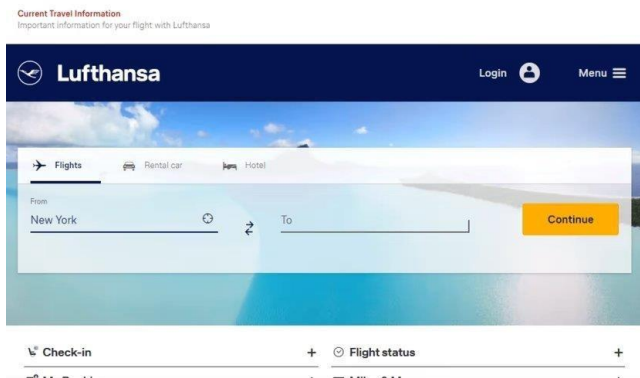 Current Travel Information
Important information for your flight with Lufthansa
Lufthansa
Login
Menu
Flights
Rental car
Hotel
From
New York
To
Continue
Check-in
+
Flight status
+